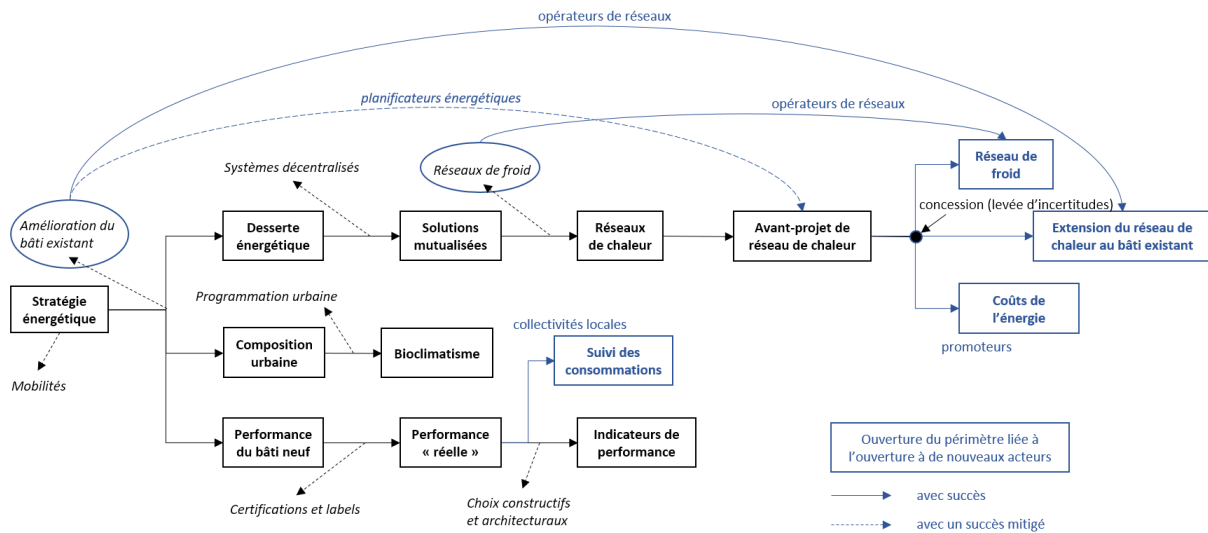 opérateurs de réseaux
planificateurs énergétiques
opérateurs de réseaux
Systèmes décentralisés
Réseaux de froid
Réseau de
froid
concession (levée d'incertitudes)
Amélioration du
bâti existant
Desserte
énergétique
Solutions
mutualisées
Réseaux
de chaleur
Avant-projet de
réseau de chaleur
Extension du réseau de
chaleur au bâti existant
Stratégie
énergétique
Programmation urbaine
Coûts de
l'énergie
promoteurs
collectivités locales
Composition
urbaine
Bioclimatisme
Suivi des
consommations
Mobilités
Performance
du bâti neuf
Performance
« réelle »
Indicateurs de
performance
Certifications et labels
Choix constructifs
et architecturaux
Ouverture du périmètre liée à
l'ouverture à de nouveaux acteurs
avec succès
avec un succès mitigé